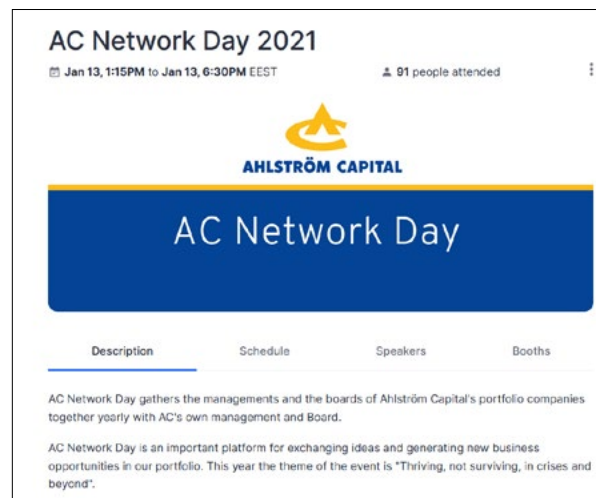 AC Network Day 2021
Jan 13, 1:15PM to Jan 13, 6:30PM EEST 91 people attended
AHLSTRÖM CAPITAL
AC Network Day
Description Schedule Speakers Booths
AC Network Day gathers the managements and the boards of Ahlström Capital's portfolio companies
together yearly with AC's own management and Board.
AC Network Day is an important platform for exchanging ideas and generating new business
opportunities in our portfolio. This year the theme of the event is "Thriving, not surviving, in crises and
beyond".